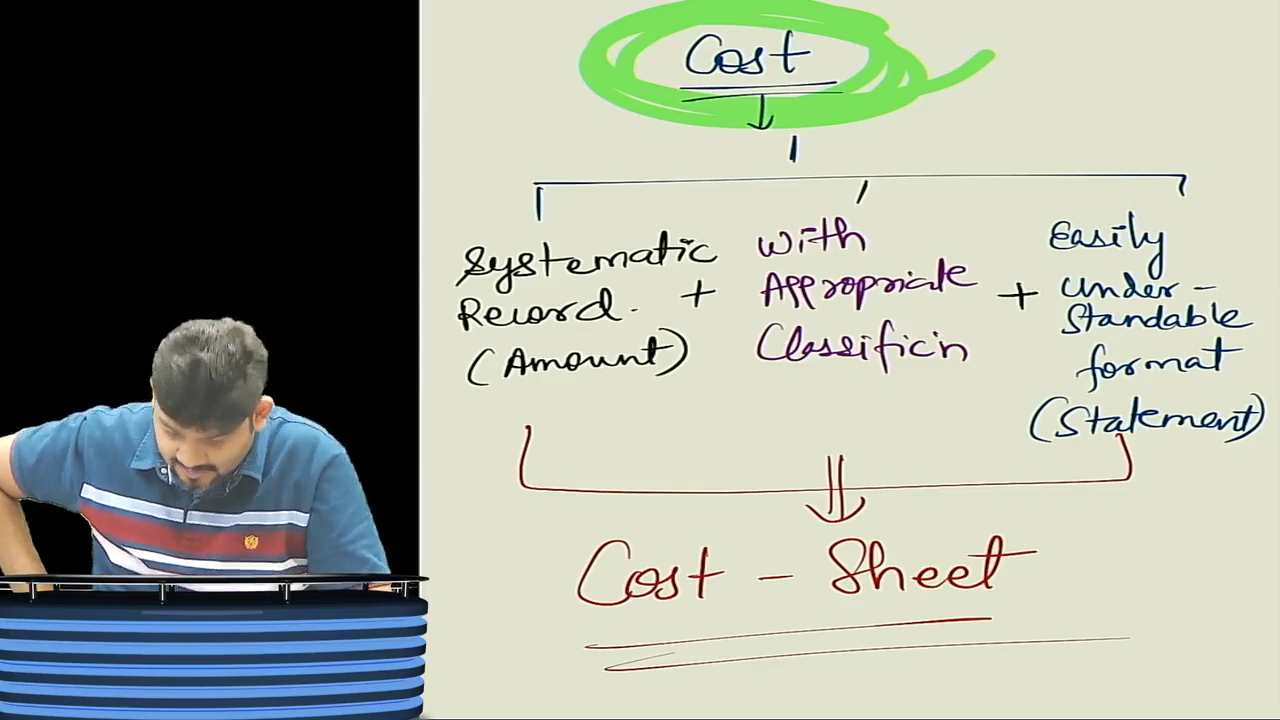 Cost
Systematic
Record.
(Amount)
+
With
Appropriate
Classific'n
+
Easily
under-
standable
format
(Statement)
Cost - Sheet